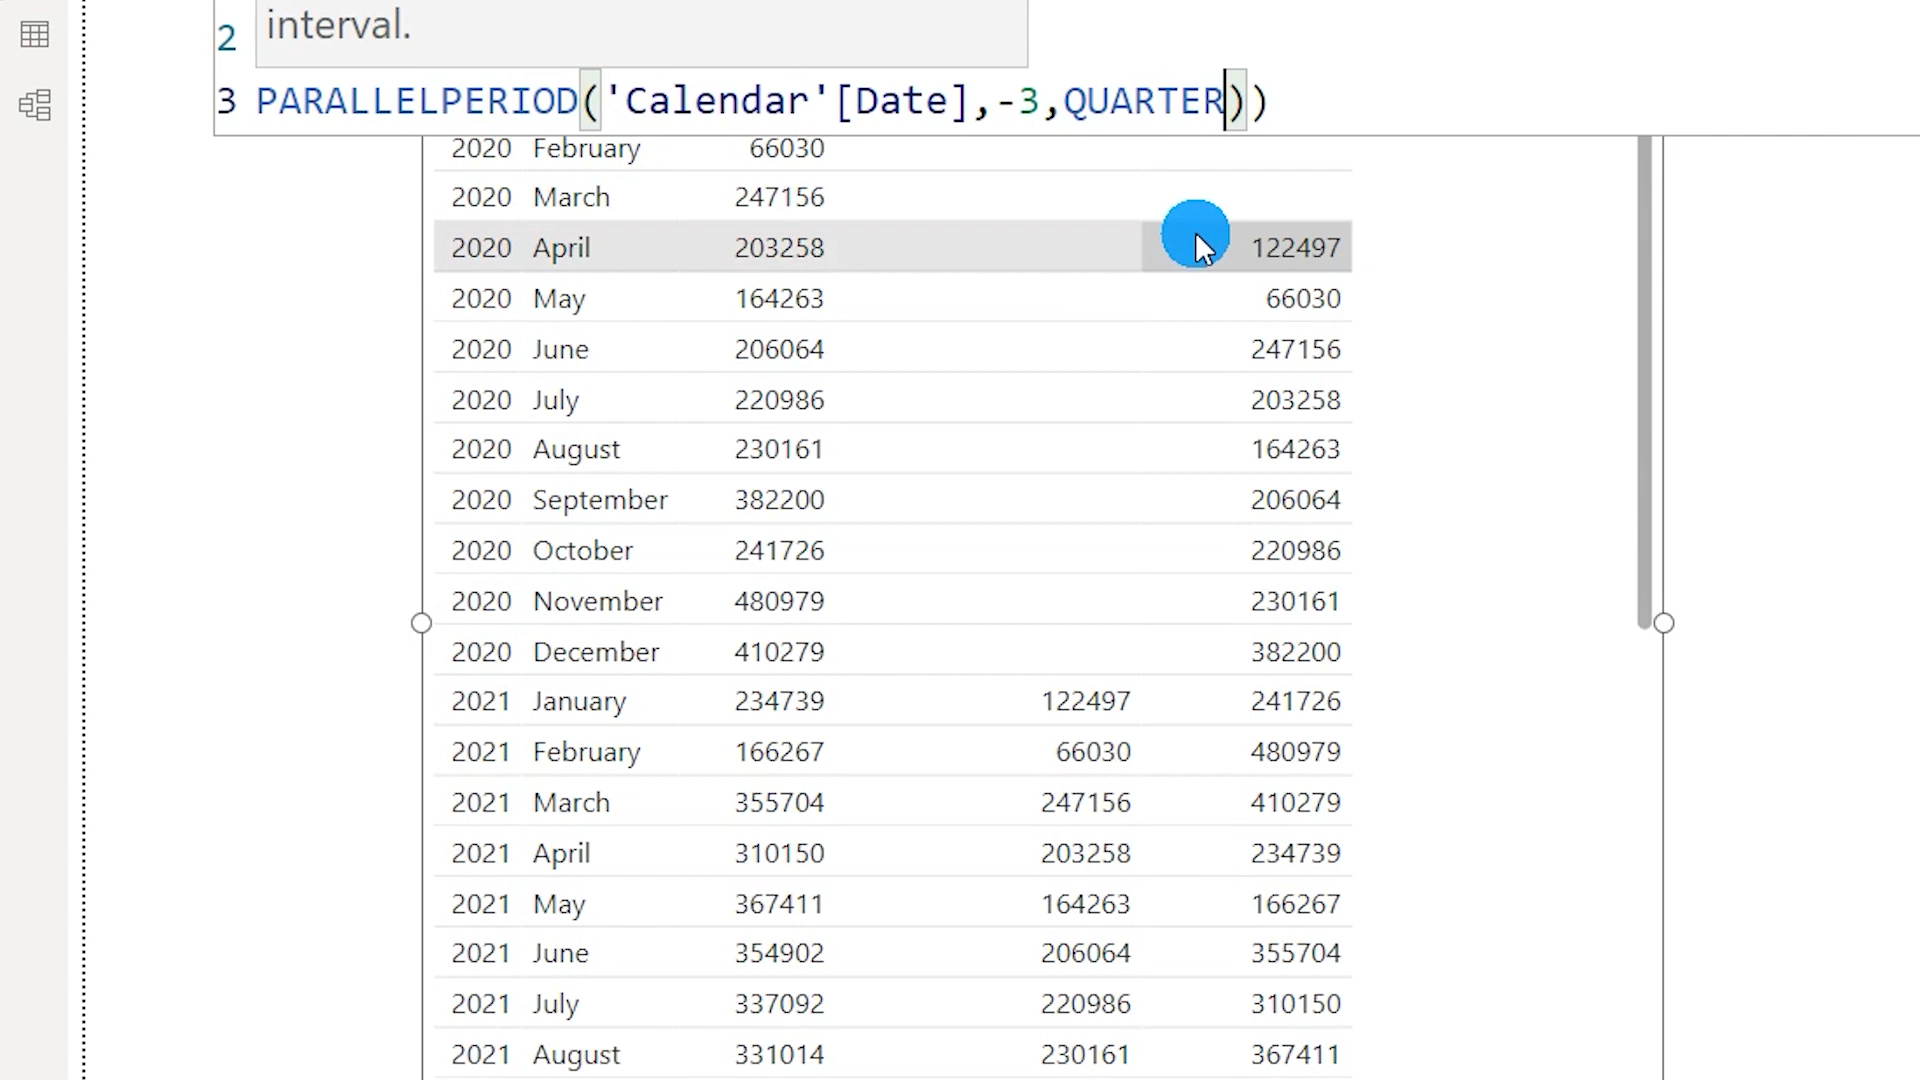 interval.
2
3 PARALLELPERIOD('Calendar'[Date],-3,QUARTER))
2020 February 66030
2020 March 247156
2020 April 203258 122497
2020 May 164263 66030
2020 June 206064 247156
2020 July 220986 203258
2020 August 230161 164263
2020 September 382200 206064
2020 October 241726 220986
2020 November 480979 230161
2020 December 410279 382200
2021 January 234739 122497 241726
2021 February 166267 66030 480979
2021 March 355704 247156 410279
2021 April 310150 203258 234739
2021 May 367411 164263 166267
2021 June 354902 206064 355704
2021 July 337092 220986 310150
2021 August 331014 230161 367411